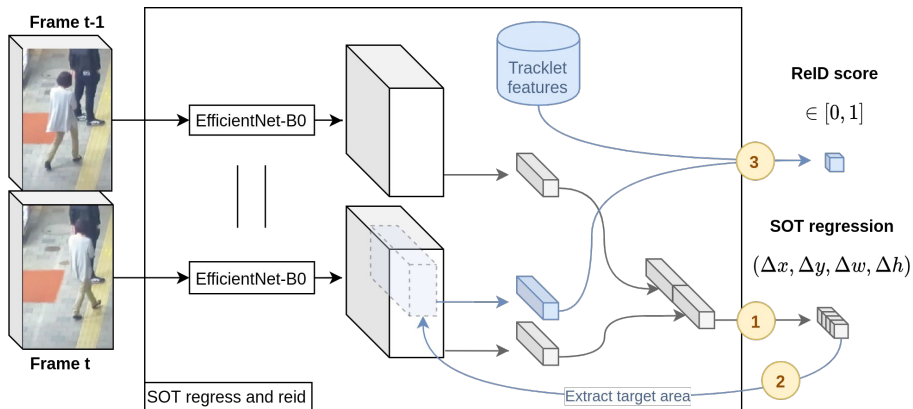 Frame t-1
EfficientNet-B0
Tracklet
features
ReID score
∈ [0, 1]
3
SOT regression
(Δx, Δy, Δw, Δh)
EfficientNet-B0
1
2
Extract target area
Frame t
SOT regress and reid